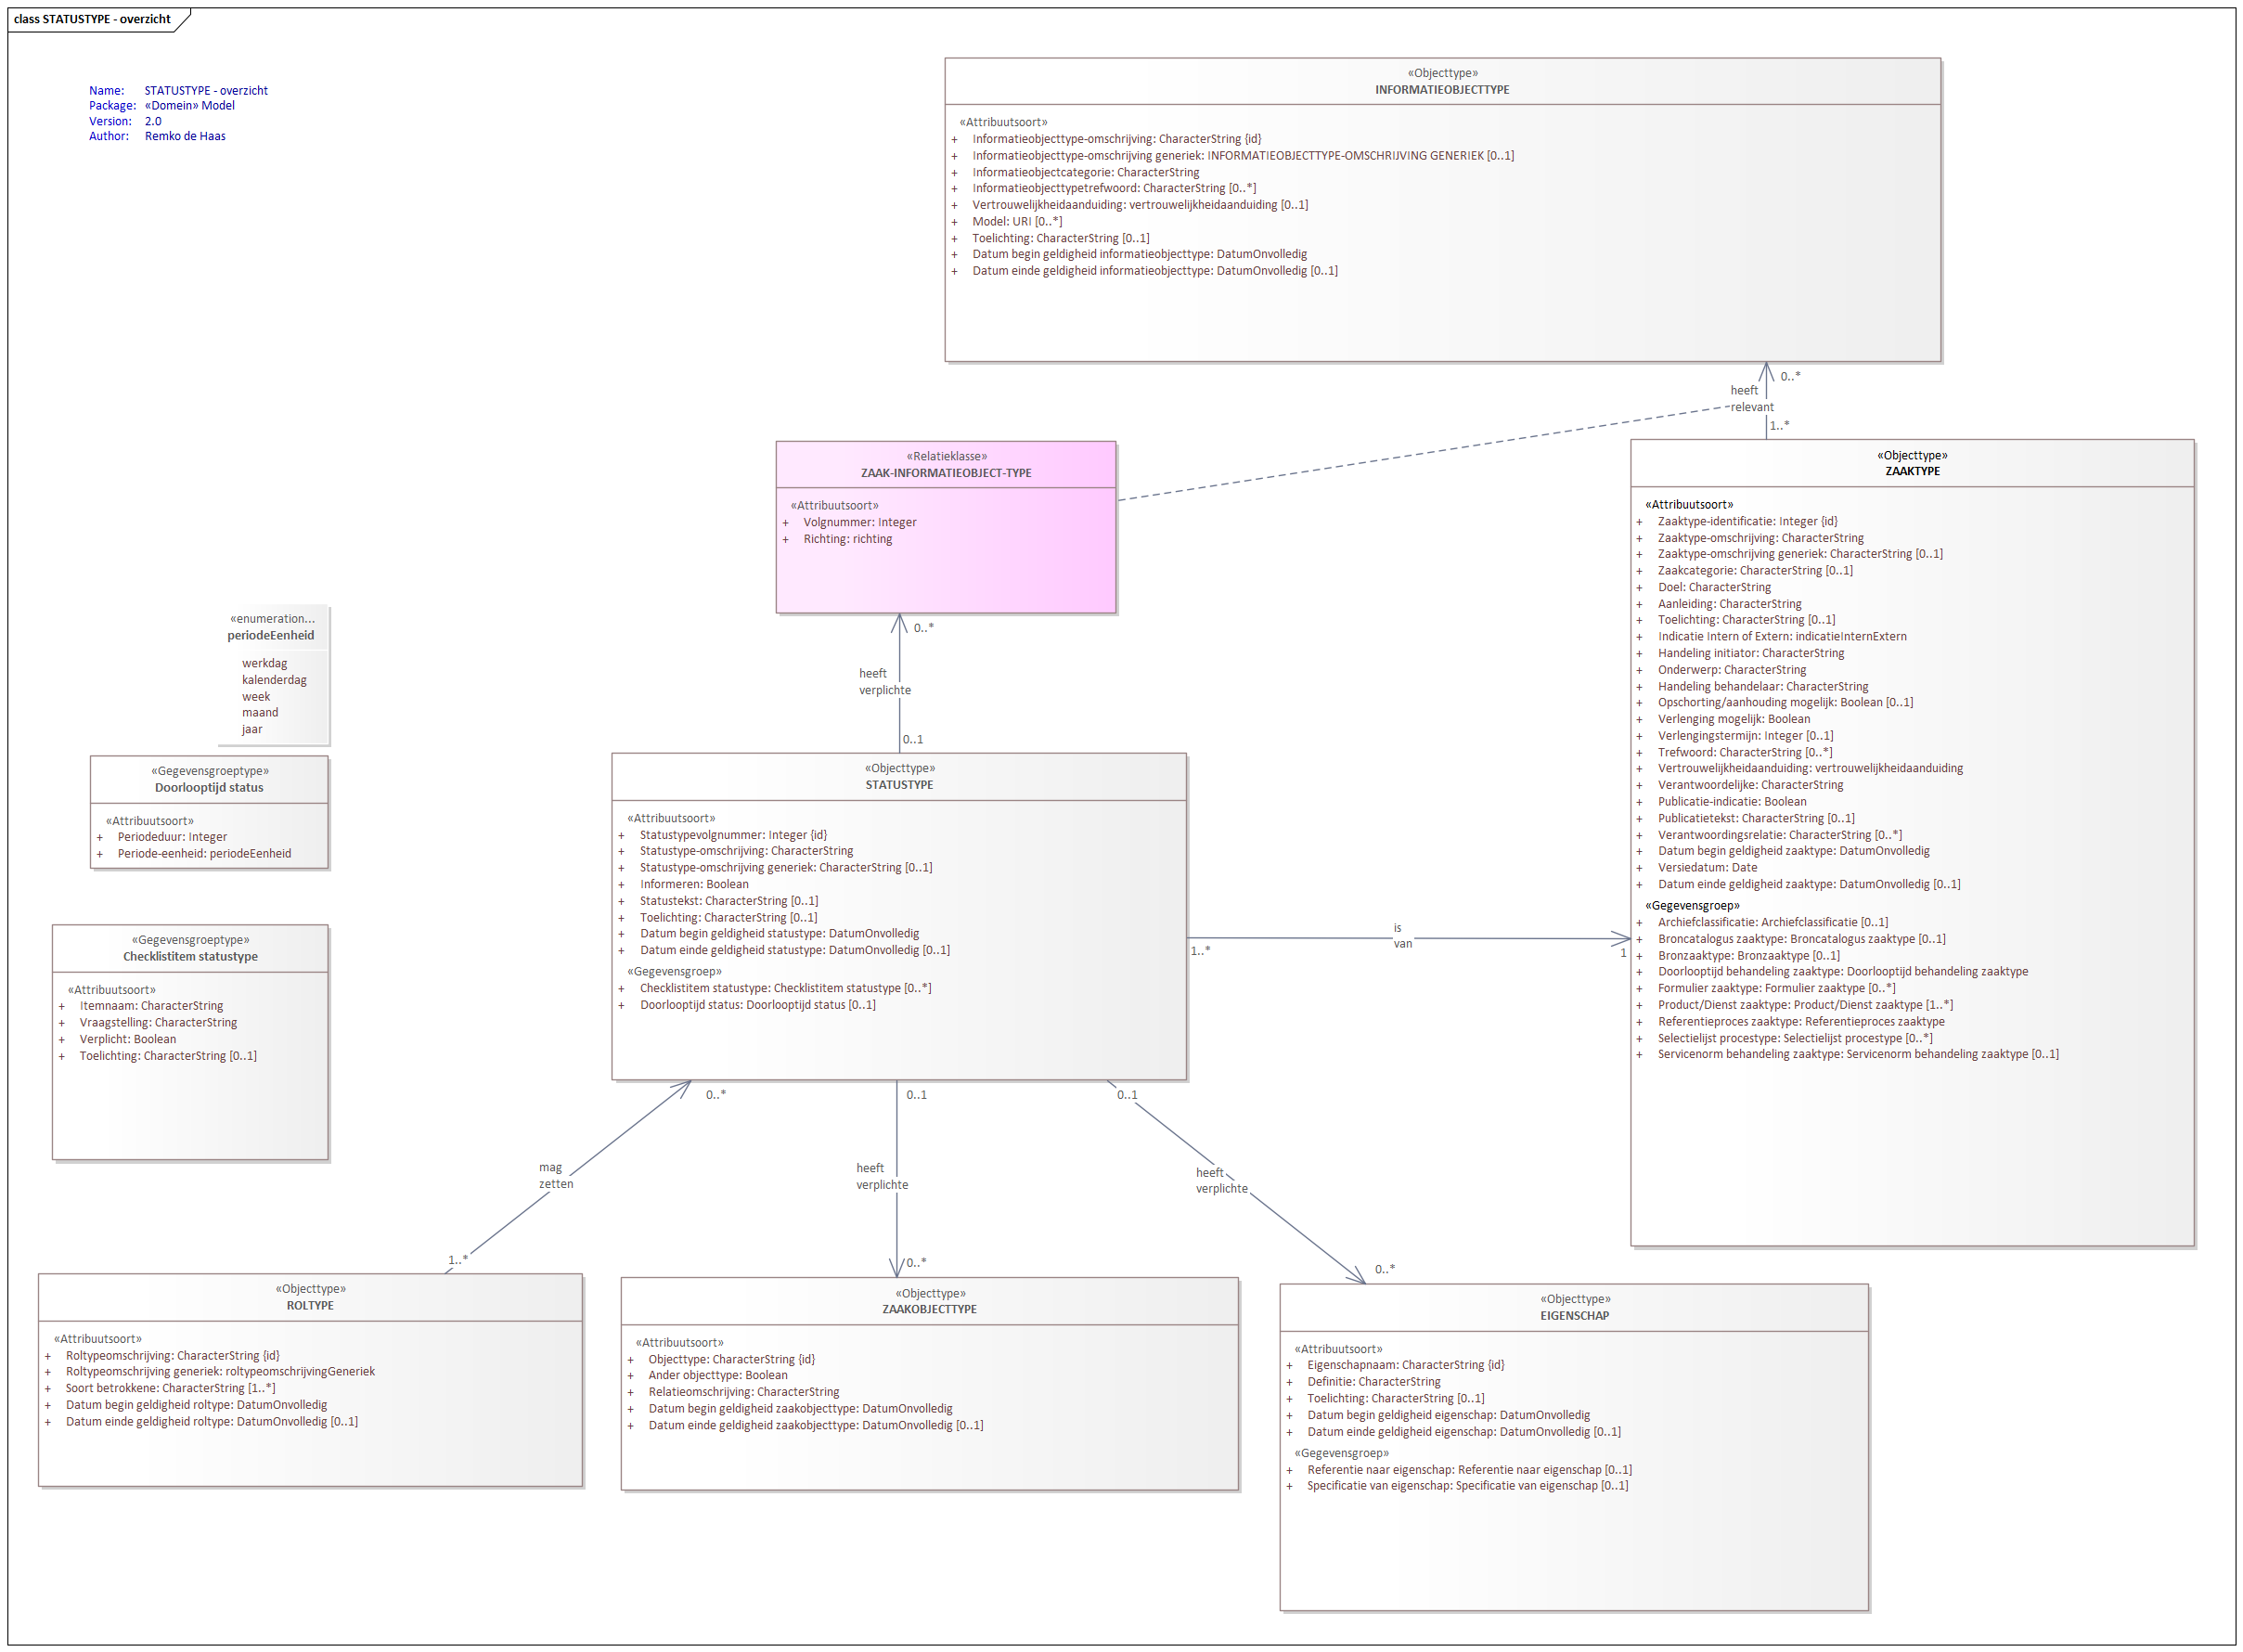 class STATUSTYPE - overzicht
Name: STATUSTYPE - overzicht
Package: «Domein» Model
Version: 2.0
Author: Remko de Haas
«Objecttype»
INFORMATIEOBJECTTYPE
«Attribuutsoort»
+ Informatieobjecttype-omschrijving: CharacterString {id}
+ Informatieobjecttype-omschrijving generiek: INFORMATIEOBJECTTYPE-OMSCHRIJVING GENERIEK [0..1]
+ Informatieobjectcategorie: CharacterString
+ Informatieobjecttypetrefwoord: CharacterString [0..*]
+ Vertrouwelijkheidaanduiding: vertrouwelijkheidaanduiding [0..1]
+ Model: URI [0..*]
+ Toelichting: CharacterString [0..1]
+ Datum begin geldigheid informatieobjecttype: DatumOnvolledig
+ Datum einde geldigheid informatieobjecttype: DatumOnvolledig [0..1]
0..*
heeft
relevant
1..*
«Relatieklasse»
ZAAK-INFORMATIEOBJECT-TYPE
«Attribuutsoort»
+ Volgnummer: Integer
+ Richting: richting
0..*
heeft
verplichte
0..1
«Objecttype»
ZAAKTYPE
«Attribuutsoort»
+ Zaaktype-identificatie: Integer {id}
+ Zaaktype-omschrijving: CharacterString
+ Zaaktype-omschrijving generiek: CharacterString [0..1]
+ Zaakcategorie: CharacterString [0..1]
+ Doel: CharacterString
+ Aanleiding: CharacterString
+ Toelichting: CharacterString [0..1]
+ Indicatie Intern of Extern: indicatieInternExtern
+ Handeling initiator: CharacterString
+ Onderwerp: CharacterString
+ Handeling behandelaar: CharacterString
+ Opschorting/aanhouding mogelijk: Boolean [0..1]
+ Verlenging mogelijk: Boolean
+ Verlengingstermijn: Integer [0..1]
+ Trefwoord: CharacterString [0..*]
+ Vertrouwelijkheidaanduiding: vertrouwelijkheidaanduiding
+ Verantwoordelijke: CharacterString
+ Publicatie-indicatie: Boolean
+ Publicatietekst: CharacterString [0..1]
+ Verantwoordingsrelatie: CharacterString [0..*]
+ Datum begin geldigheid zaaktype: DatumOnvolledig
+ Versiedatum: Date
+ Datum einde geldigheid zaaktype: DatumOnvolledig [0..1]
«Gegevensgroep»
+ Archiefclassificatie: Archiefclassificatie [0..1]
+ Broncatalogus zaaktype: Broncatalogus zaaktype [0..1]
+ Bronzaaktype: Bronzaaktype [0..1]
+ Doorlooptijd behandeling zaaktype: Doorlooptijd behandeling zaaktype
+ Formulier zaaktype: Formulier zaaktype [0..*]
+ Product/Dienst zaaktype: Product/Dienst zaaktype [1..*]
+ Referentieproces zaaktype: Referentieproces zaaktype
+ Selectielijst procestype: Selectielijst procestype [0..*]
+ Servicenorm behandeling zaaktype: Servicenorm behandeling zaaktype [0..1]
«enumeration...
periodeEenheid
werkdag
kalenderdag
week
maand
jaar
«Gegevensgroeptype»
Doorlooptijd status
«Attribuutsoort»
+ Periodeduur: Integer
+ Periode-eenheid: periodeEenheid
«Gegevensgroeptype»
Checklistitem statustype
«Attribuutsoort»
+ Itemnaam: CharacterString
+ Vraagstelling: CharacterString
+ Verplicht: Boolean
+ Toelichting: CharacterString [0..1]
«Objecttype»
STATUSTYPE
«Attribuutsoort»
+ Statustypevolgnummer: Integer {id}
+ Statustype-omschrijving: CharacterString
+ Statustype-omschrijving generiek: CharacterString [0..1]
+ Informeren: Boolean
+ Statustekst: CharacterString [0..1]
+ Toelichting: CharacterString [0..1]
+ Datum begin geldigheid statustype: DatumOnvolledig
+ Datum einde geldigheid statustype: DatumOnvolledig [0..1]
«Gegevensgroep»
+ Checklistitem statustype: Checklistitem statustype [0..*]
+ Doorlooptijd status: Doorlooptijd status [0..1]
is
van
1..*
1
0..*
mag
zetten
1..*
0..1
heeft
verplichte
0..*
0..1
heeft
verplichte
0..*
«Objecttype»
ROLTYPE
«Attribuutsoort»
+ Roltypeomschrijving: CharacterString {id}
+ Roltypeomschrijving generiek: roltypeomschrijvingGeneriek
+ Soort betrokkene: CharacterString [1..*]
+ Datum begin geldigheid roltype: DatumOnvolledig
+ Datum einde geldigheid roltype: DatumOnvolledig [0..1]
«Objecttype»
ZAAKOBJECTTYPE
«Attribuutsoort»
+ Objecttype: CharacterString {id}
+ Ander objecttype: Boolean
+ Relatieomschrijving: CharacterString
+ Datum begin geldigheid zaakobjecttype: DatumOnvolledig
+ Datum einde geldigheid zaakobjecttype: DatumOnvolledig [0..1]
«Objecttype»
EIGENSCHAP
«Attribuutsoort»
+ Eigenschapnaam: CharacterString {id}
+ Definitie: CharacterString
+ Toelichting: CharacterString [0..1]
+ Datum begin geldigheid eigenschap: DatumOnvolledig
+ Datum einde geldigheid eigenschap: DatumOnvolledig [0..1]
«Gegevensgroep»
+ Referentie naar eigenschap: Referentie naar eigenschap [0..1]
+ Specificatie van eigenschap: Specificatie van eigenschap [0..1]